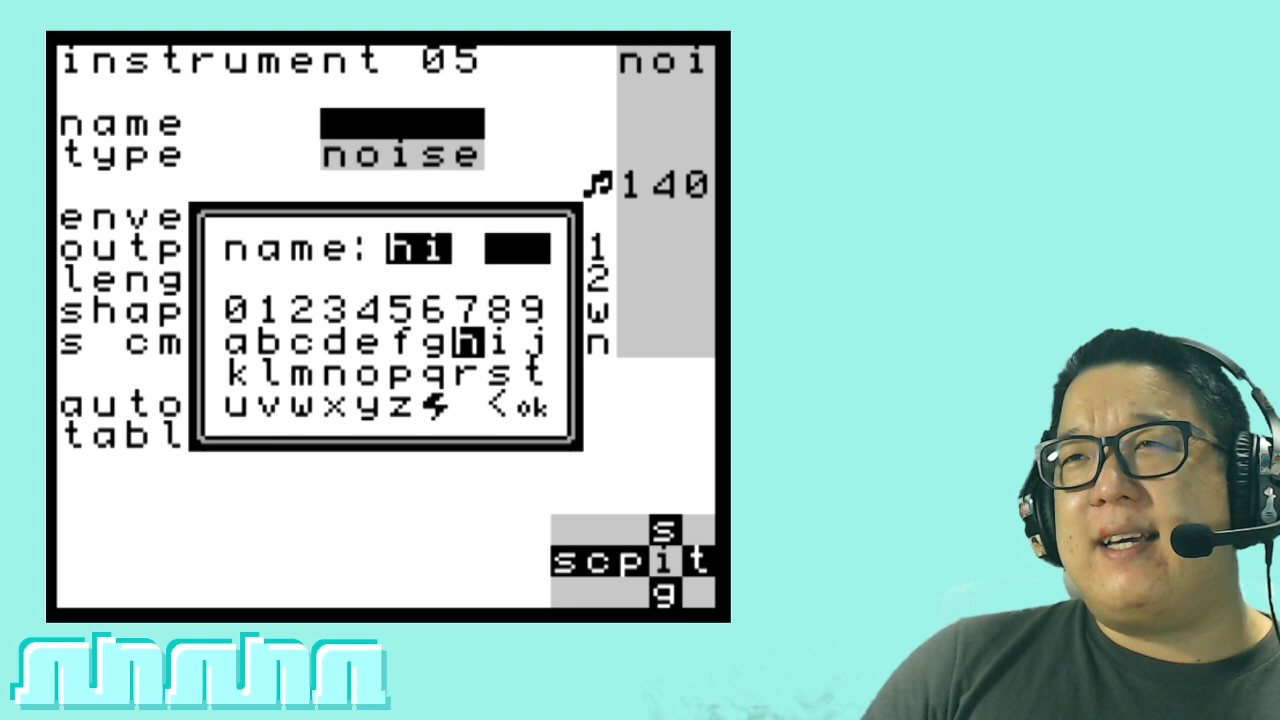 instrument 05
noi
name
type noise
140
enve
outp 1
leng 2
shap w
s cm n
auto
tabl
name: hi
0123456789
abcdefghij
klmnopqrst
uvwxyz <ok
s
scpit
g